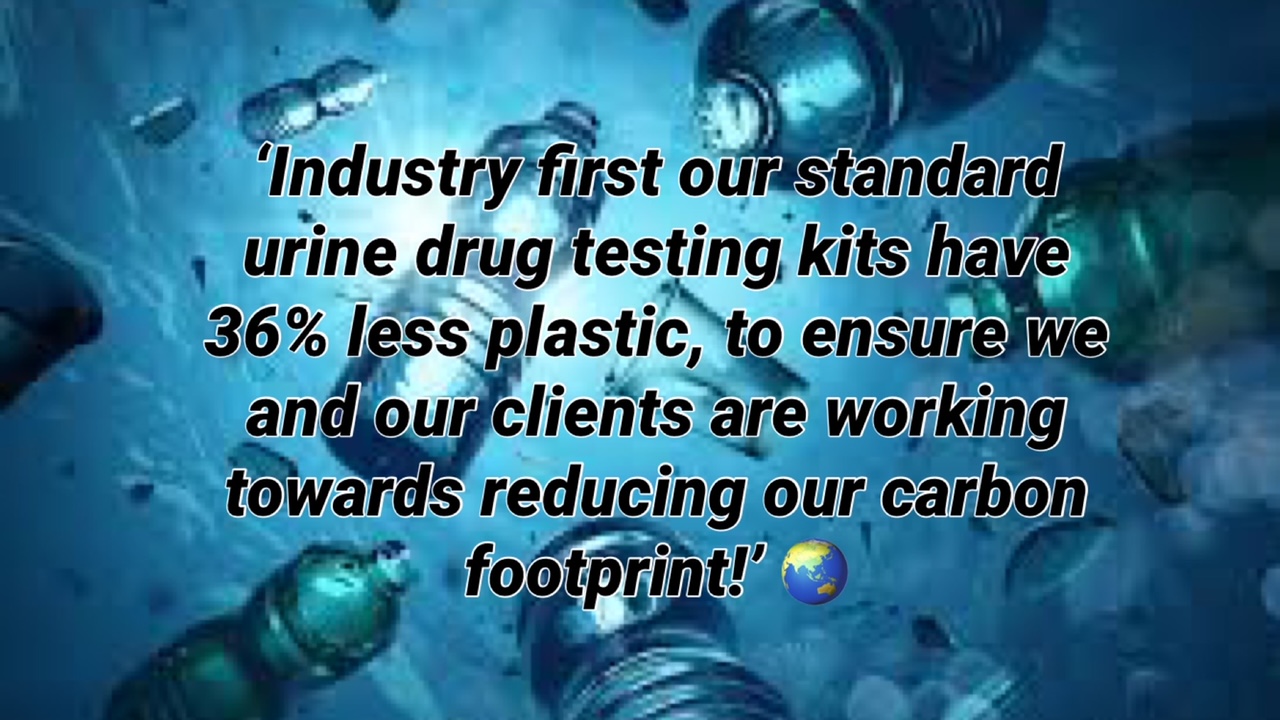 ‘Industry first our standard
urine drug testing kits have
36% less plastic, to ensure we
and our clients are working
towards reducing our carbon
footprint!’ 🌏